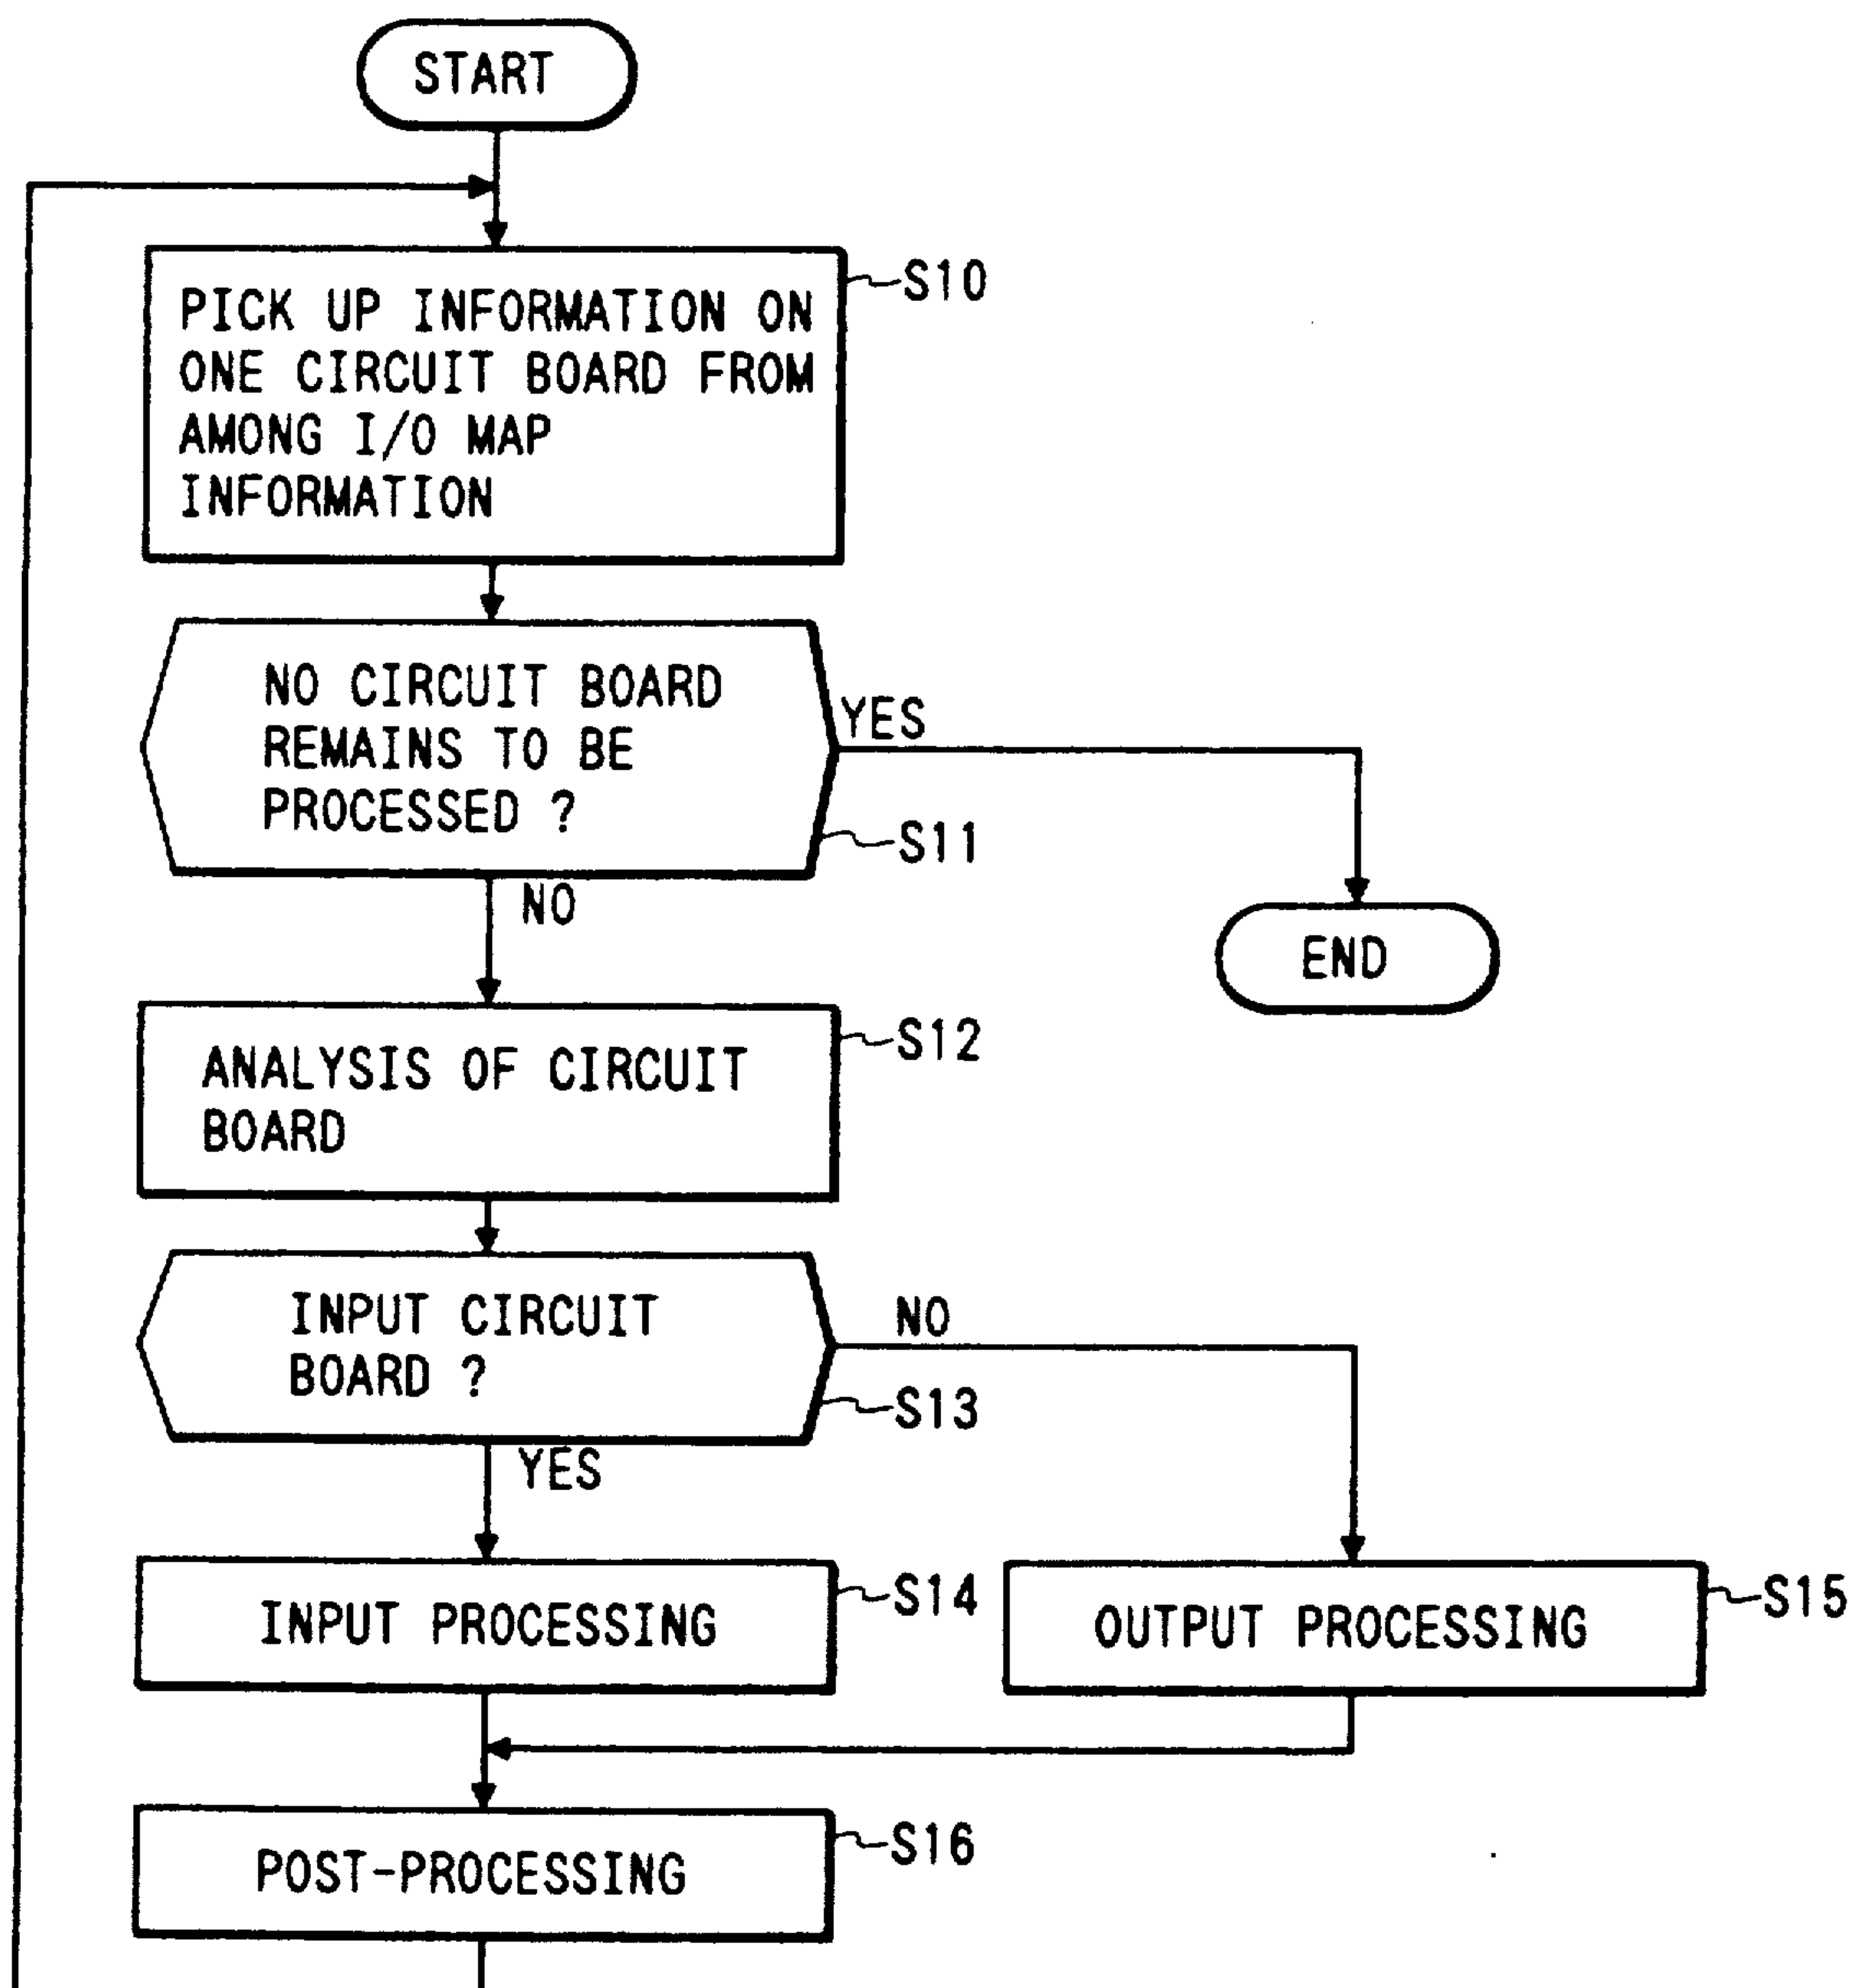 START
PICK UP INFORMATION ON
ONE CIRCUIT BOARD FROM
AMONG I/O MAP
INFORMATION
S10
NO CIRCUIT BOARD
REMAINS TO BE
PROCESSED ?
YES
S11
NO
END
ANALYSIS OF CIRCUIT
BOARD
S12
INPUT CIRCUIT
BOARD ?
NO
S13
YES
INPUT PROCESSING
S14
OUTPUT PROCESSING
S15
POST-PROCESSING
S16